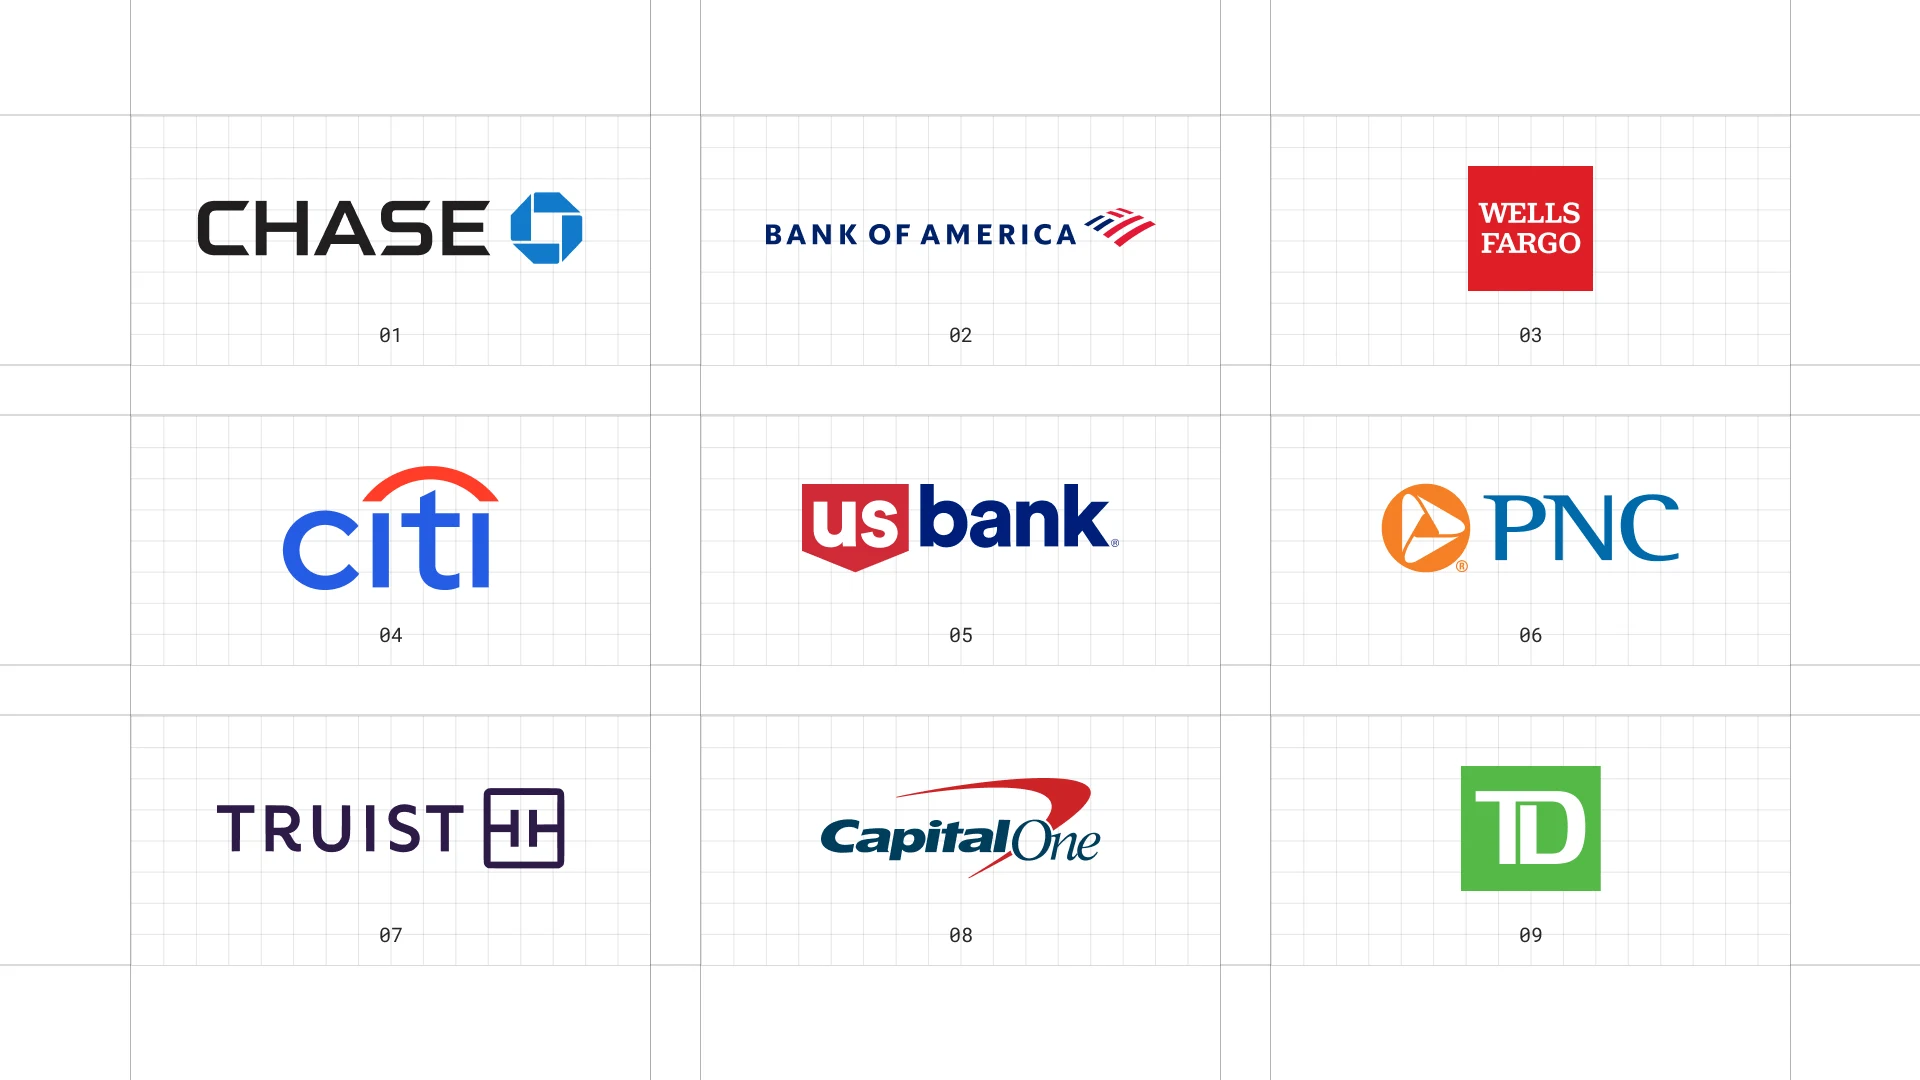 CHASE
01
BANK OF AMERICA
02
WELLS
FARGO
03
citi
04
us bank®
05
® PNC
06
TRUIST
07
CapitalOne
08
TD
09